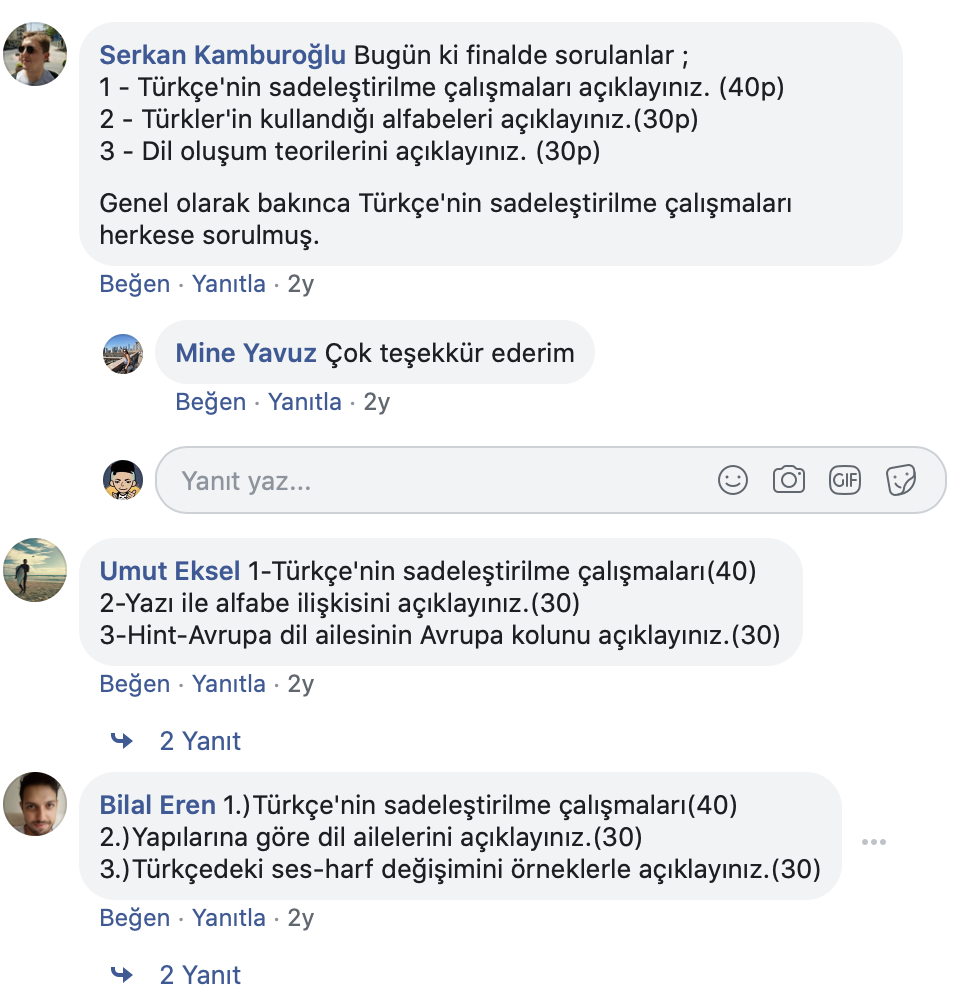 Serkan Kamburoğlu Bugün ki finalde sorulanlar ;
1 - Türkçe'nin sadeleştirilme çalışmaları açıklayınız. (40p)
2 - Türkler'in kullandığı alfabeleri açıklayınız.(30p)
3 - Dil oluşum teorilerini açıklayınız. (30p)
Genel olarak bakınca Türkçe'nin sadeleştirilme çalışmaları
herkese sorulmuş.
Beğen · Yanıtla · 2y
Mine Yavuz Çok teşekkür ederim
Beğen · Yanıtla · 2y
Yanıt yaz...
GIF
Umut Eksel 1-Türkçe'nin sadeleştirilme çalışmaları(40)
2-Yazı ile alfabe ilişkisini açıklayınız.(30)
3-Hint-Avrupa dil ailesinin Avrupa kolunu açıklayınız.(30)
Beğen · Yanıtla · 2y
2 Yanıt
Bilal Eren 1.)Türkçe'nin sadeleştirilme çalışmaları(40)
2.)Yapılarına göre dil ailelerini açıklayınız.(30)
3.)Türkçedeki ses-harf değişimini örneklerle açıklayınız.(30)
Beğen · Yanıtla · 2y
2 Yanıt